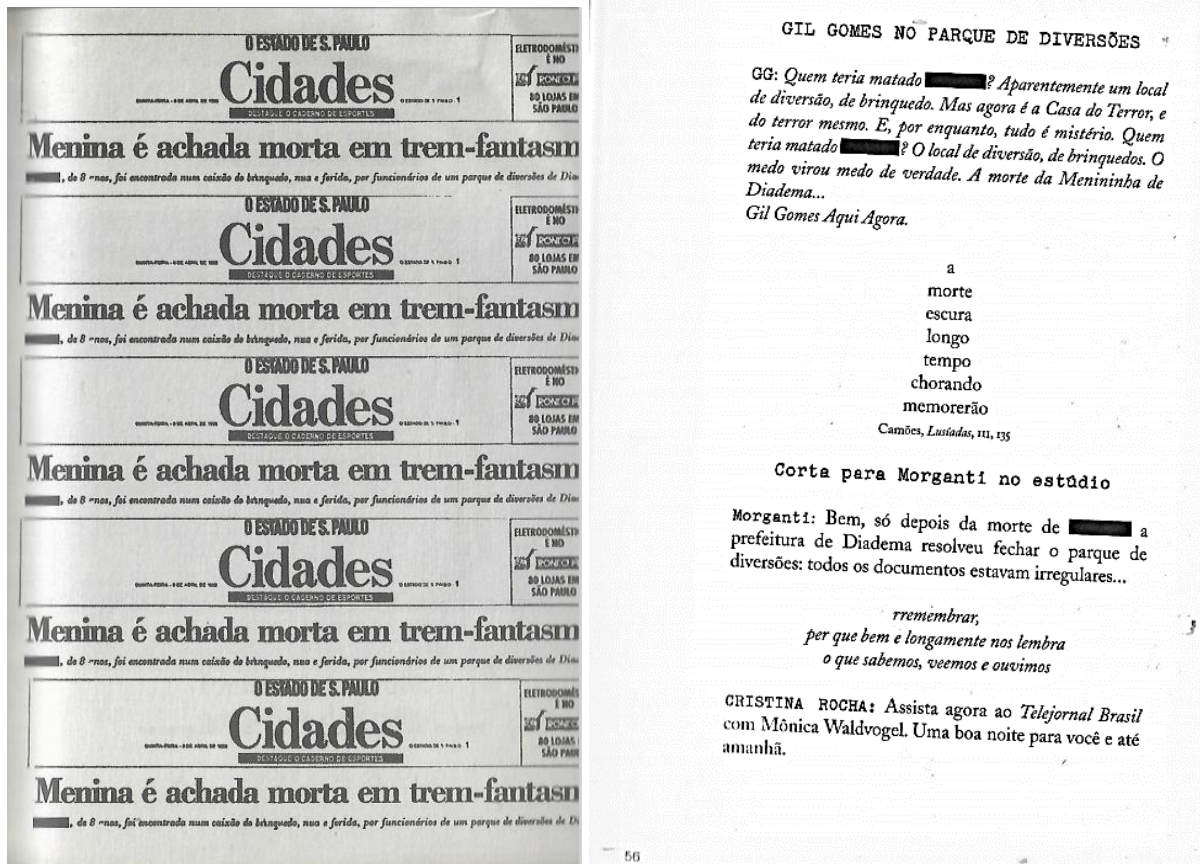 O ESTADO DE S. PAULO
Cidades
DESTAQUE O CADERNO DE ESPORTES
ELETRODOMÉSTI
É NO
80 LOJAS EM
SÃO PAULO
Menina é achada morta em trem-fantasm
, de 8 anos, foi encontrada num caixão de brinquedo, nua e ferida, por funcionários de um parque de diversões de Dia
O ESTADO DE S. PAULO
Cidades
DESTAQUE O CADERNO DE ESPORTES
ELETRODOMÉSTI
É NO
80 LOJAS EM
SÃO PAULO
Menina é achada morta em trem-fantasm
, de 8 anos, foi encontrada num caixão de brinquedo, nua e ferida, por funcionários de um parque de diversões de Dia
O ESTADO DE S. PAULO
Cidades
DESTAQUE O CADERNO DE ESPORTES
ELETRODOMÉSTI
É NO
80 LOJAS EM
SÃO PAULO
Menina é achada morta em trem-fantasm
, de 8 anos, foi encontrada num caixão de brinquedo, nua e ferida, por funcionários de um parque de diversões de Dia
O ESTADO DE S. PAULO
Cidades
DESTAQUE O CADERNO DE ESPORTES
ELETRODOMÉSTI
É NO
80 LOJAS EM
SÃO PAULO
Menina é achada morta em trem-fantasm
, de 8 anos, foi encontrada num caixão de brinquedo, nua e ferida, por funcionários de um parque de diversões de Dia
O ESTADO DE S. PAULO
Cidades
DESTAQUE O CADERNO DE ESPORTES
ELETRODOMÉS
É NO
80 LOJAS
SÃO PAU
Menina é achada morta em trem-fantasn
, de 8 anos, foi encontrada num caixão de brinquedo, nua e ferida, por funcionários de um parque de diversões de Di
GIL GOMES NO PARQUE DE DIVERSÕES
GG: Quem teria matado ? Aparentemente um local
de diversão, de brinquedo. Mas agora é a Casa do Terror, e
do terror mesmo. E, por enquanto, tudo é mistério. Quem
teria matado ? O local de diversão, de brinquedos. O
medo virou medo de verdade. A morte da Menininha de
Diadema...
Gil Gomes Aqui Agora.
a
morte
escura
longo
tempo
chorando
memorerão
Camões, Lusíadas, III, 135
Corta para Morganti no estúdio
Morganti: Bem, só depois da morte de a
prefeitura de Diadema resolveu fechar o parque de
diversões: todos os documentos estavam irregulares...
rremembrar,
per que bem e longamente nos lembra
o que sabemos, veemos e ouvimos
CRISTINA ROCHA: Assista agora ao Telejornal Brasil
com Mônica Waldvogel. Uma boa noite para você e até
amanhã.
56